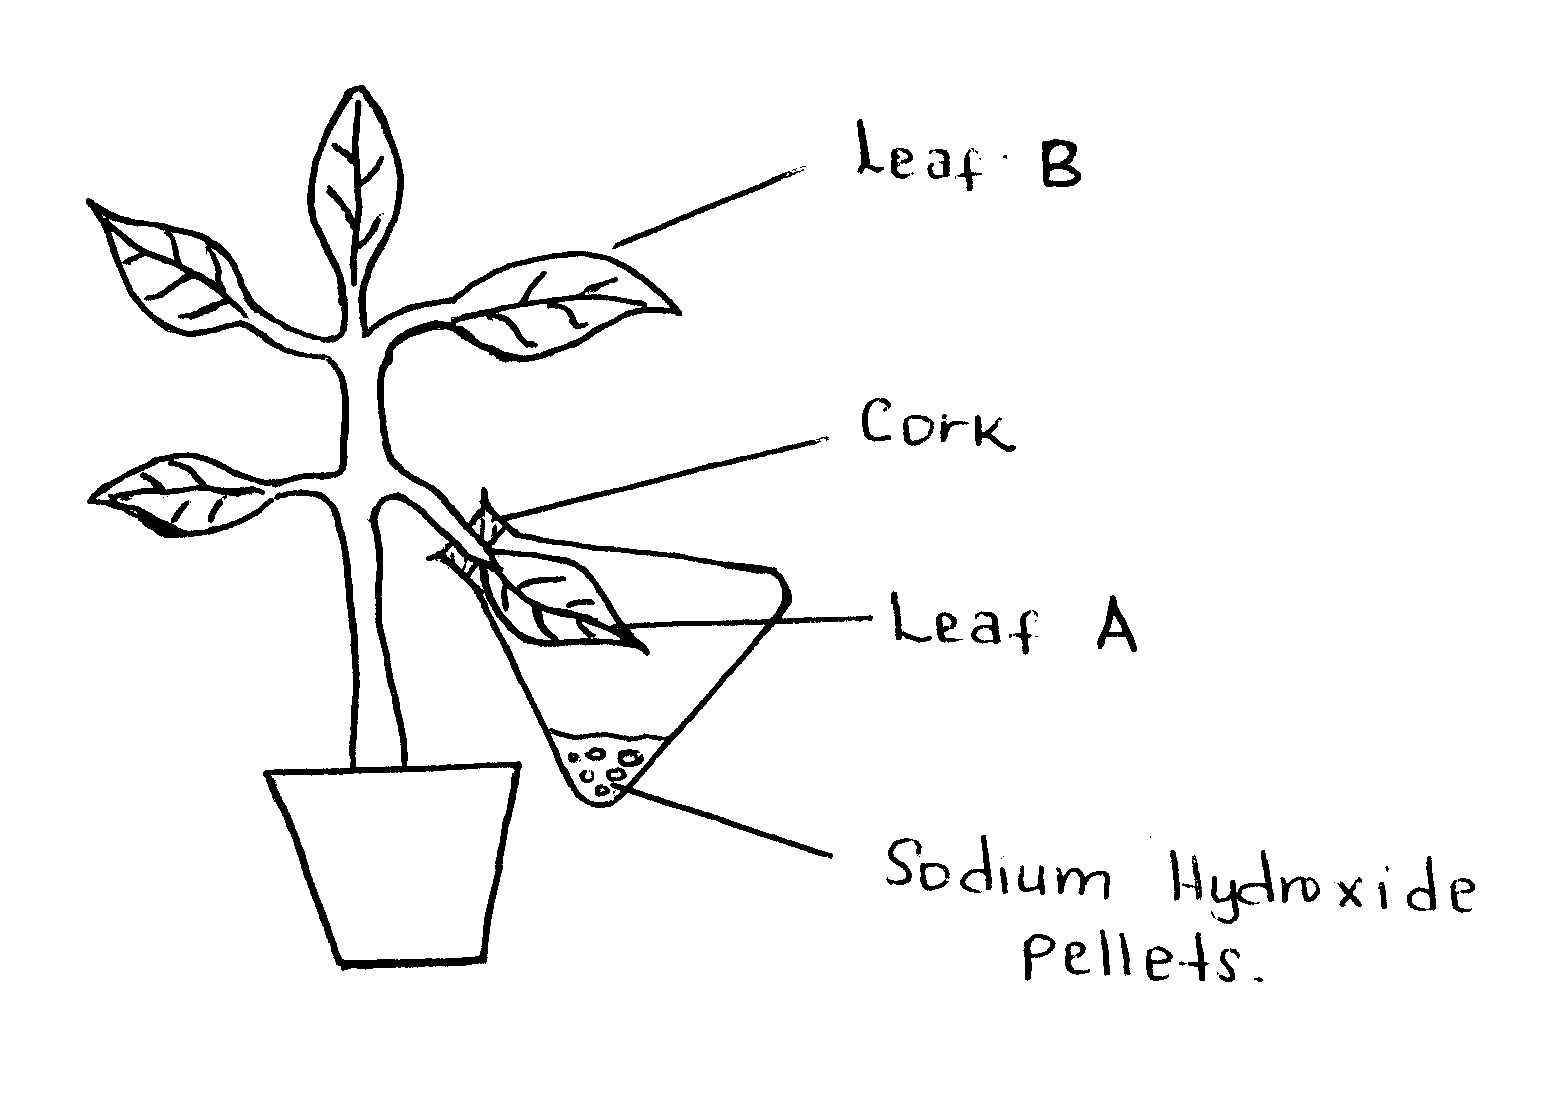 Leaf B
Cork
Leaf A
Sodium Hydroxide
Pellets.